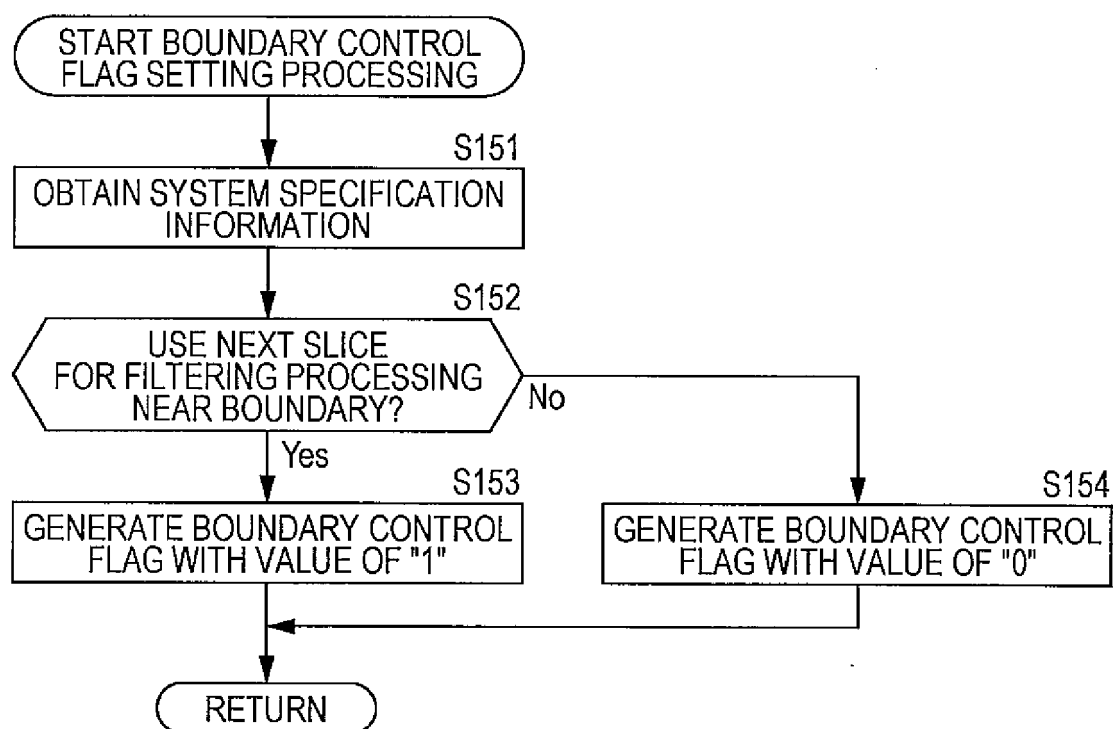 START BOUNDARY CONTROL
FLAG SETTING PROCESSING
S151
OBTAIN SYSTEM SPECIFICATION
INFORMATION
S152
USE NEXT SLICE
FOR FILTERING PROCESSING
NEAR BOUNDARY?
No
Yes
S153
GENERATE BOUNDARY CONTROL
FLAG WITH VALUE OF "1"
S154
GENERATE BOUNDARY CONTROL
FLAG WITH VALUE OF "0"
RETURN